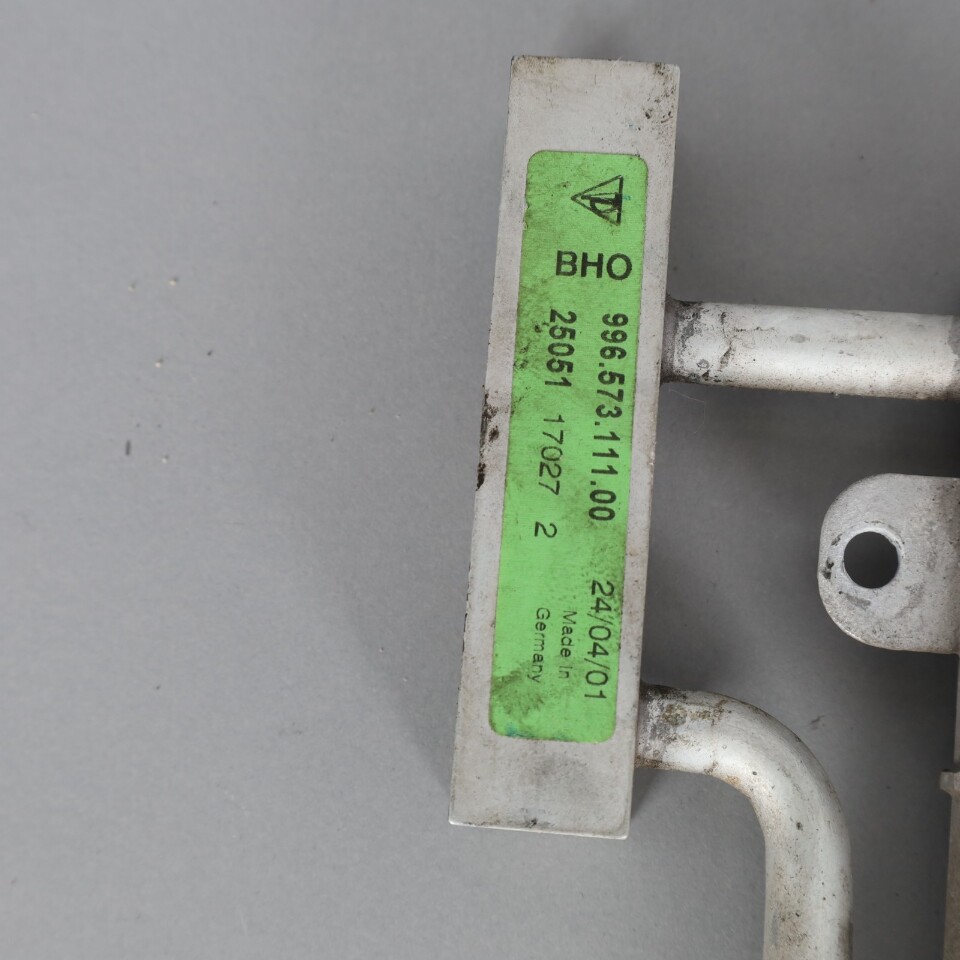 BHO
996.573.111.00 24/04/01
25051 17027 2
Made in
Germany